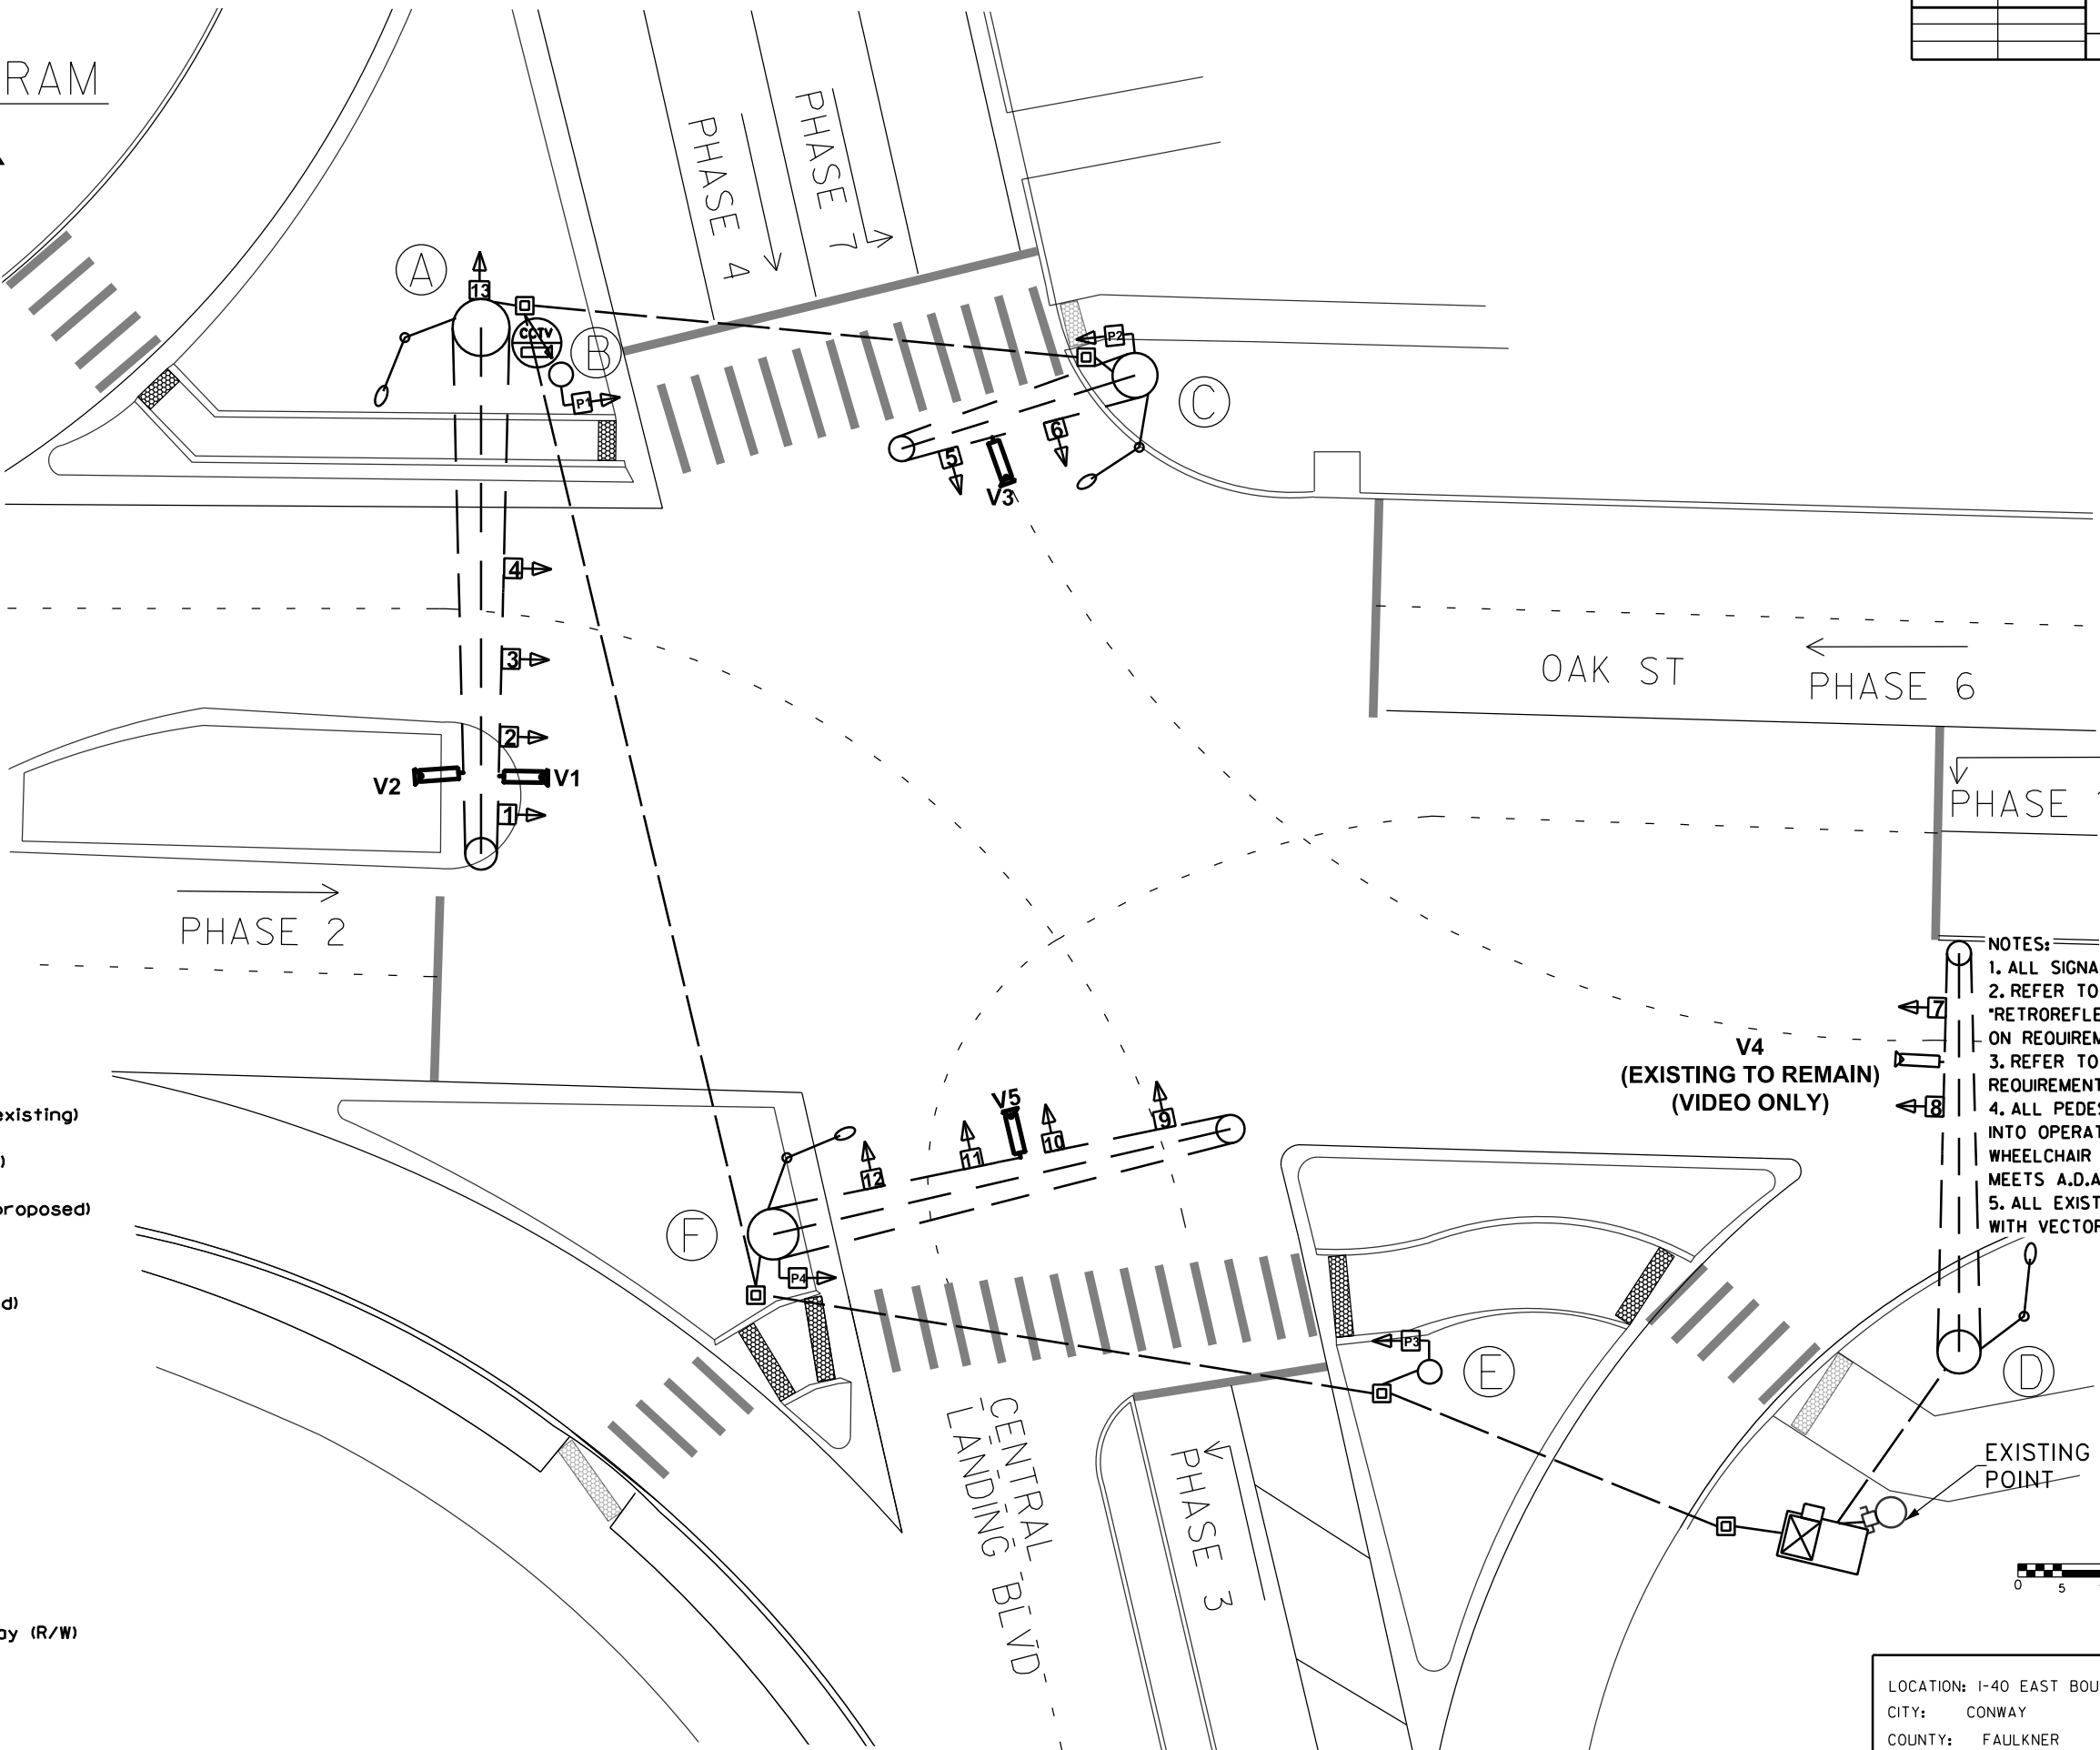 RAM
PHASE 4
PHASE 7
A
13
CCTV
B
P1
P2
C
6
5
V3
4
3
2
V2
V1
1
OAK ST
PHASE 6
PHASE
PHASE 2
NOTES:
1. ALL SIGNA
2. REFER TO
"RETROREFLE
ON REQUIREM
3. REFER TO
REQUIREMENT
4. ALL PEDES
INTO OPERAT
WHEELCHAIR
MEETS A.D.A
5. ALL EXIST
WITH VECTOR
7
8
V4
(EXISTING TO REMAIN)
(VIDEO ONLY)
existing)
)
proposed)
d)
ay (R/W)
V5
9
10
11
12
F
P4
P3
E
D
CENTRAL
LANDING BLVD
PHASE 3
EXISTING
POINT
0 5
LOCATION: I-40 EAST BOU
CITY: CONWAY
COUNTY: FAULKNER